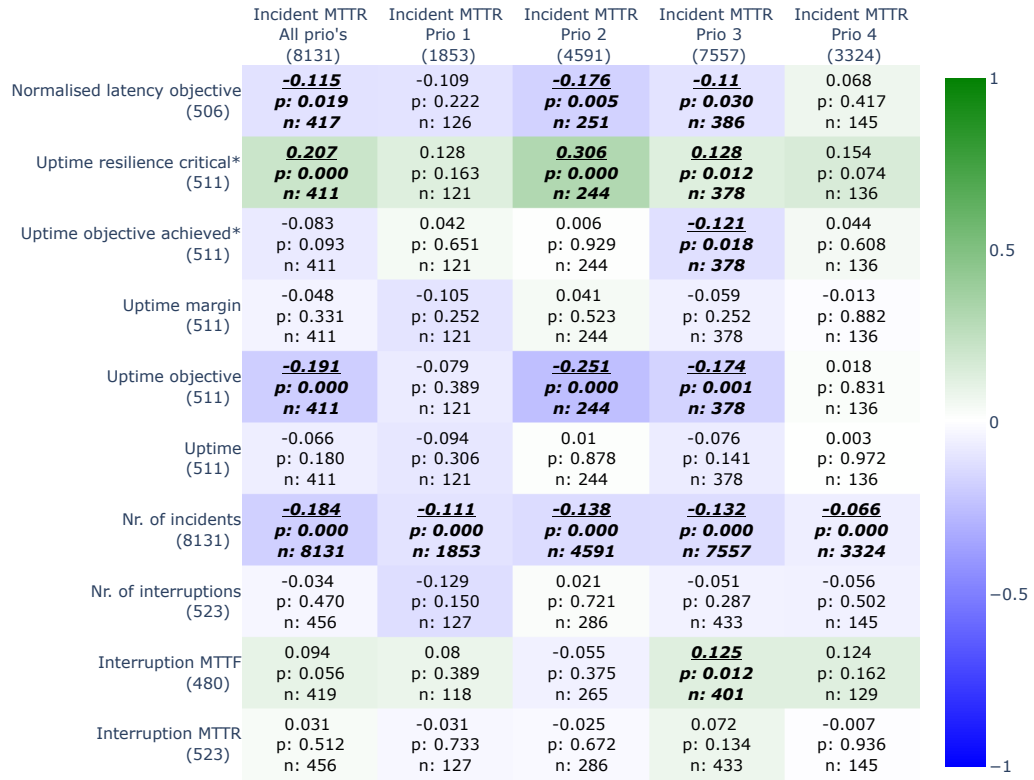 Incident MTTR Incident MTTR Incident MTTR Incident MTTR Incident MTTR
All prio's Prio 1 Prio 2 Prio 3 Prio 4
(8131) (1853) (4591) (7557) (3324)
Normalised latency objective
(506)
-0.115 -0.109 -0.176 -0.11 0.068
p: 0.019 p: 0.222 p: 0.005 p: 0.030 p: 0.417
n: 417 n: 126 n: 251 n: 386 n: 145
Uptime resilience critical*
(511)
0.207 0.128 0.306 0.128 0.154
p: 0.000 p: 0.163 p: 0.000 p: 0.012 p: 0.074
n: 411 n: 121 n: 244 n: 378 n: 136
Uptime objective achieved*
(511)
-0.083 0.042 0.006 -0.121 0.044
p: 0.093 p: 0.651 p: 0.929 p: 0.018 p: 0.608
n: 411 n: 121 n: 244 n: 378 n: 136
Uptime margin
(511)
-0.048 -0.105 0.041 -0.059 -0.013
p: 0.331 p: 0.252 p: 0.523 p: 0.252 p: 0.882
n: 411 n: 121 n: 244 n: 378 n: 136
Uptime objective
(511)
-0.191 -0.079 -0.251 -0.174 0.018
p: 0.000 p: 0.389 p: 0.000 p: 0.001 p: 0.831
n: 411 n: 121 n: 244 n: 378 n: 136
Uptime
(511)
-0.066 -0.094 0.01 -0.076 0.003
p: 0.180 p: 0.306 p: 0.878 p: 0.141 p: 0.972
n: 411 n: 121 n: 244 n: 378 n: 136
Nr. of incidents
(8131)
-0.184 -0.111 -0.138 -0.132 -0.066
p: 0.000 p: 0.000 p: 0.000 p: 0.000 p: 0.000
n: 8131 n: 1853 n: 4591 n: 7557 n: 3324
Nr. of interruptions
(523)
-0.034 -0.129 0.021 -0.051 -0.056
p: 0.470 p: 0.150 p: 0.721 p: 0.287 p: 0.502
n: 456 n: 127 n: 286 n: 433 n: 145
Interruption MTTF
(480)
0.094 0.08 -0.055 0.125 0.124
p: 0.056 p: 0.389 p: 0.375 p: 0.012 p: 0.162
n: 419 n: 118 n: 265 n: 401 n: 129
Interruption MTTR
(523)
0.031 -0.031 -0.025 0.072 -0.007
p: 0.512 p: 0.733 p: 0.672 p: 0.134 p: 0.936
n: 456 n: 127 n: 286 n: 433 n: 145
1
0.5
0
−0.5
−1